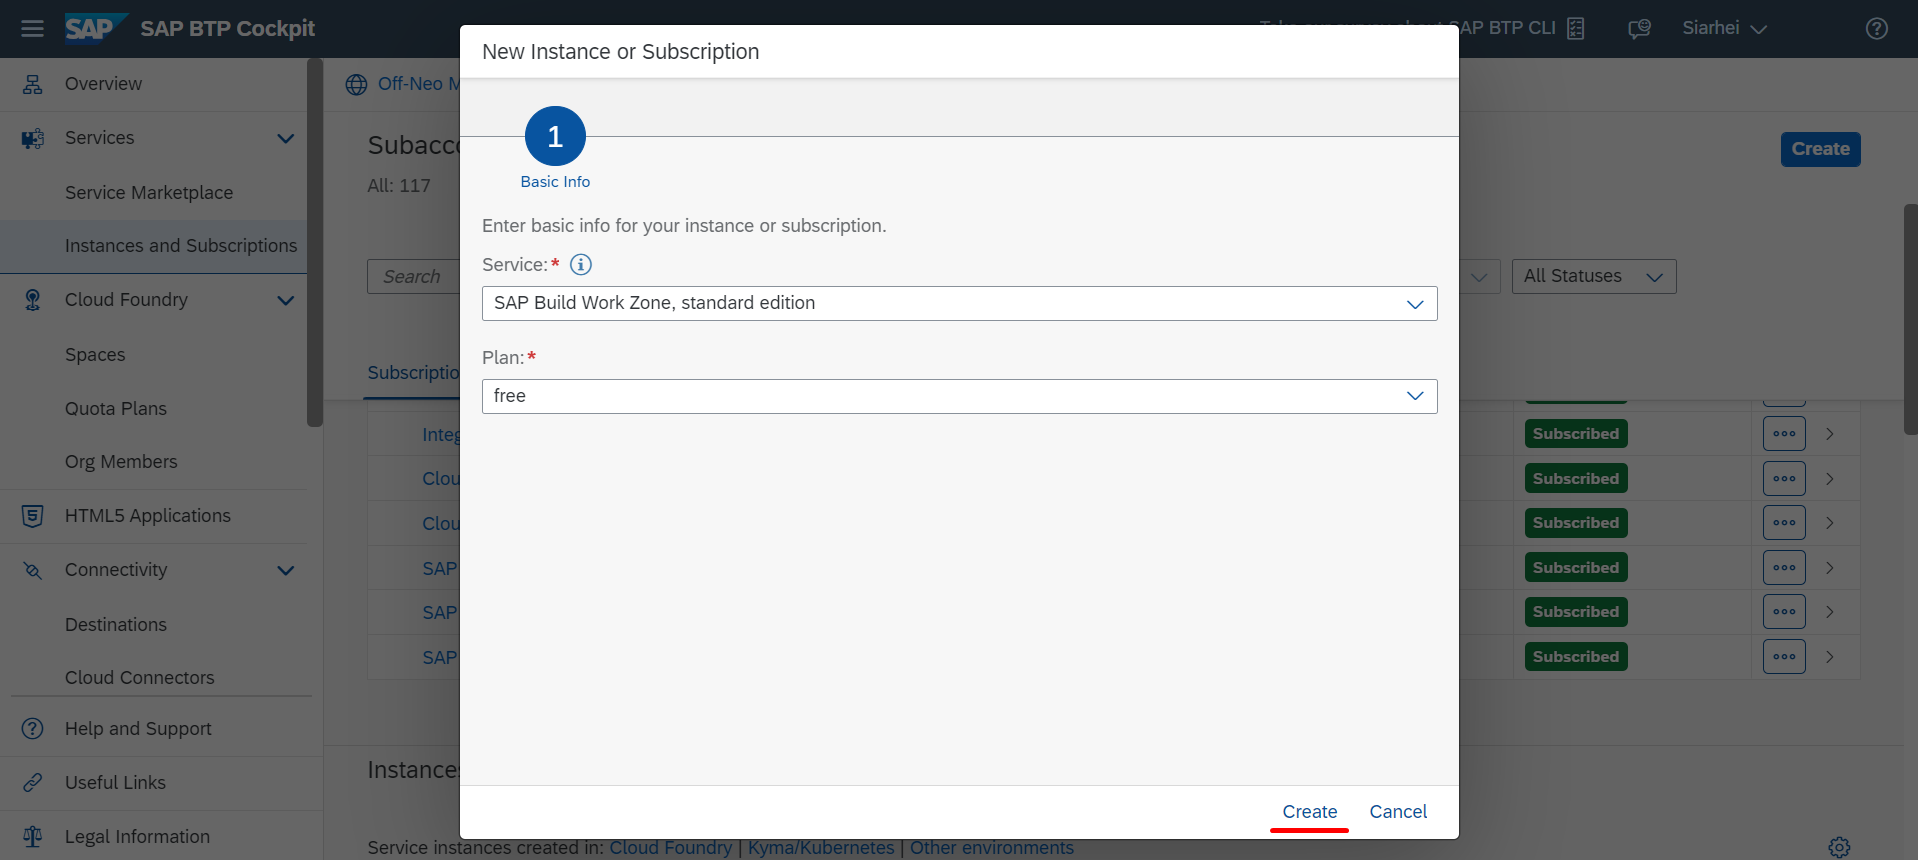 SAP
SAP BTP Cockpit
SAP BTP CLI
Siarhei
Overview
Services
Service Marketplace
Instances and Subscriptions
Cloud Foundry
Spaces
Quota Plans
Org Members
HTML5 Applications
Connectivity
Destinations
Cloud Connectors
Help and Support
Useful Links
Legal Information
Off-Neo M
Subacco
All: 117
Create
Search
All Statuses
Subscriptio
Integ
Subscribed
Clou
Subscribed
Clou
Subscribed
SAP
Subscribed
SAP
Subscribed
SAP
Subscribed
Instances
Service instances created in: Cloud Foundry | Kyma/Kubernetes | Other environments
New Instance or Subscription
1
Basic Info
Enter basic info for your instance or subscription.
Service:*
SAP Build Work Zone, standard edition
Plan:*
free
Create
Cancel